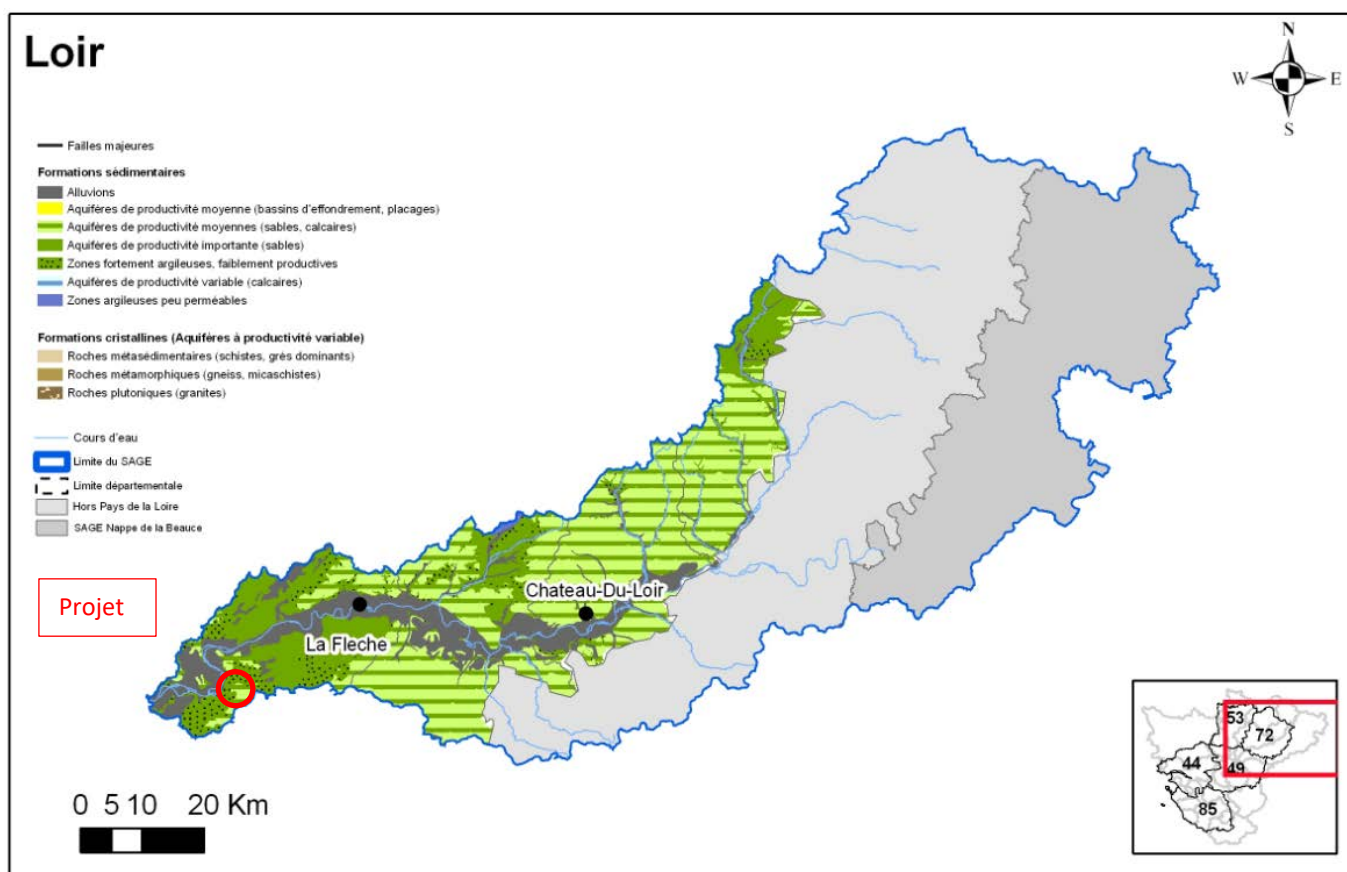 Loir
N
W E
S
Failles majeures
Formations sédimentaires
Alluvions
Aquifères de productivité moyenne (bassins d'effondrement, placages)
Aquifères de productivité moyennes (sables, calcaires)
Aquifères de productivité importante (sables)
Zones fortement argileuses, faiblement productives
Aquifères de productivité variable (calcaires)
Zones argileuses peu perméables
Formations cristallines (Aquifères à productivité variable)
Roches métasédimentaires (schistes, grès dominants)
Roches métamorphiques (gneiss, micaschistes)
Roches plutoniques (granites)
Cours d'eau
Limite du SAGE
Limite départementale
Hors Pays de la Loire
SAGE Nappe de la Beauce
Projet
Chateau-Du-Loir
La Fleche
0 5 10 20 Km
53
72
44
49
85